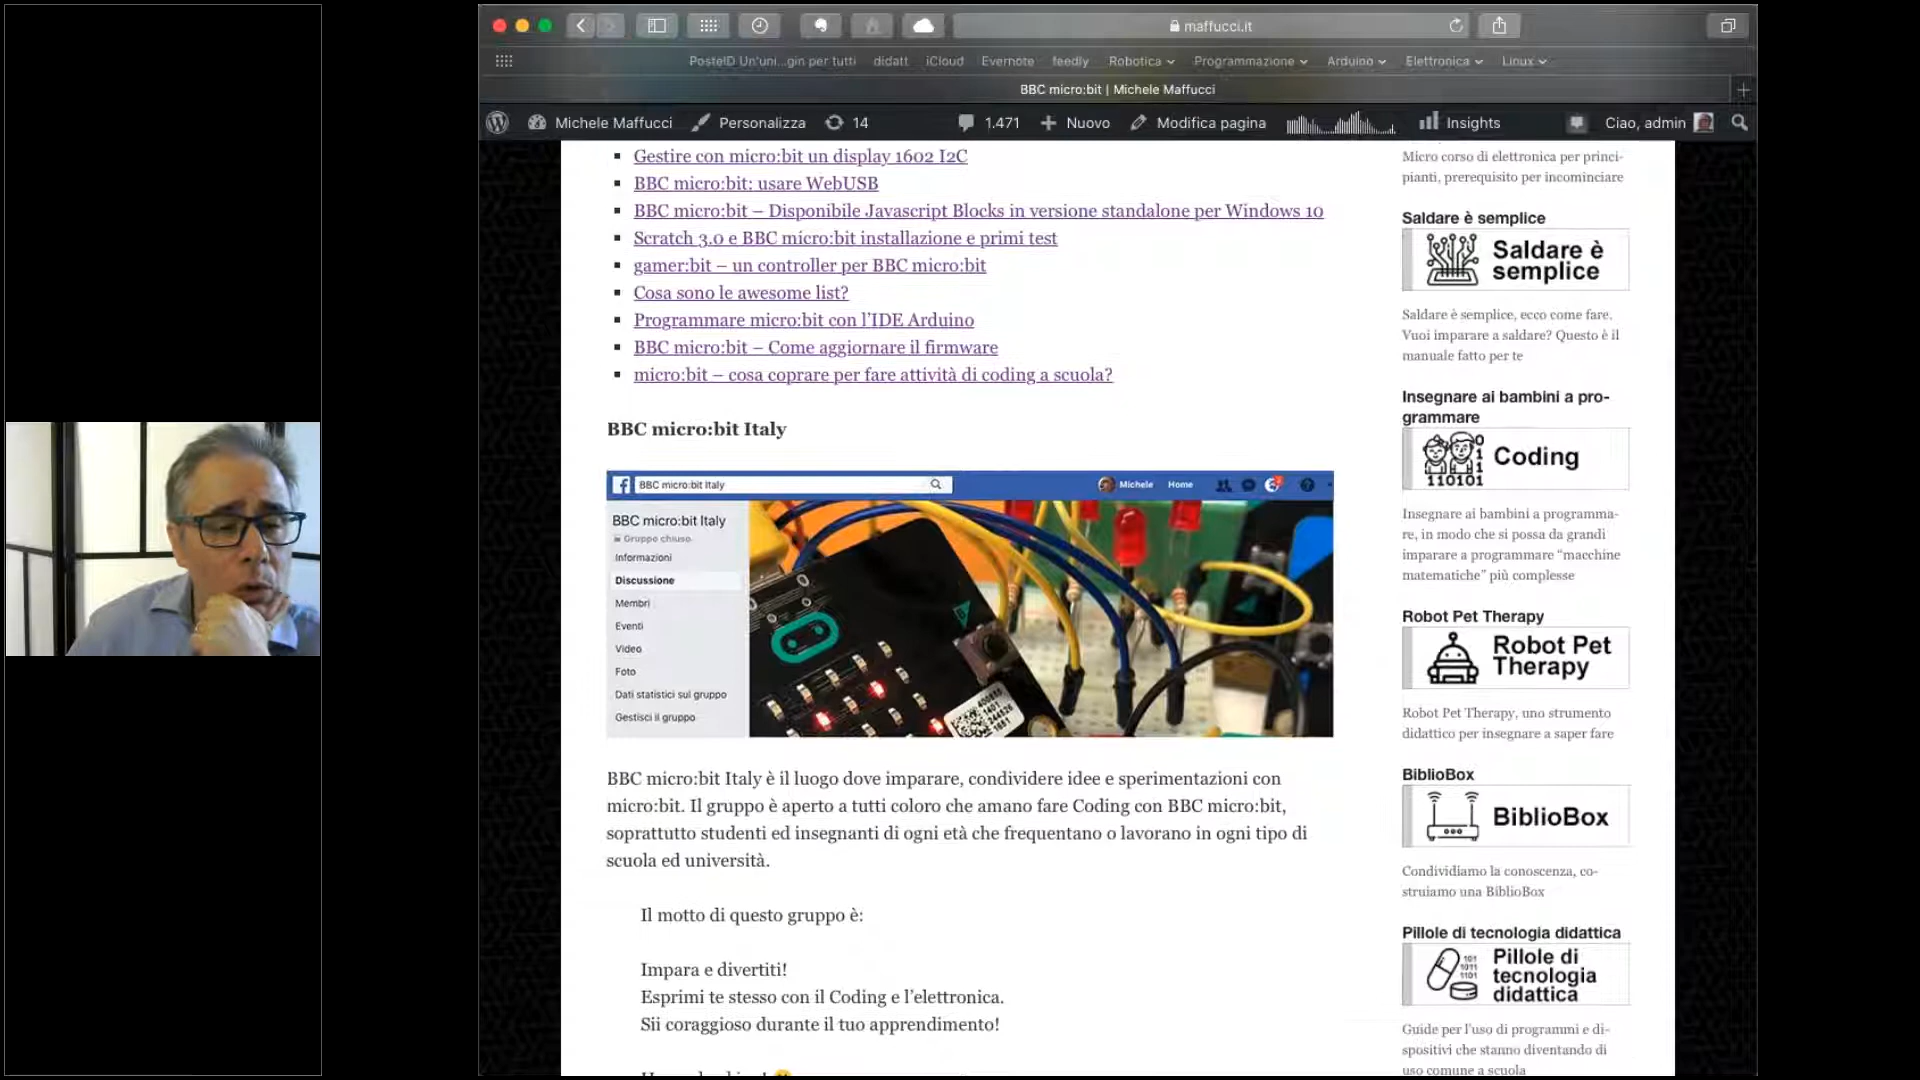 maffucci.it
PosteID Un'uni...gin per tutti didatt iCloud Evernote feedly Robotica Programmazione Arduino Elettronica Linux
BBC micro:bit | Michele Maffucci
Michele Maffucci Personalizza 14 1.471 Nuovo Modifica pagina Insights Ciao, admin
Gestire con micro:bit un display 1602 I2C
BBC micro:bit: usare WebUSB
BBC micro:bit – Disponibile Javascript Blocks in versione standalone per Windows 10
Scratch 3.0 e BBC micro:bit installazione e primi test
gamer:bit – un controller per BBC micro:bit
Cosa sono le awesome list?
Programmare micro:bit con l'IDE Arduino
BBC micro:bit – Come aggiornare il firmware
micro:bit – cosa coprare per fare attività di coding a scuola?
BBC micro:bit Italy
BBC micro:bit Italy
Michele Home
BBC micro:bit Italy
Gruppo chiuso
Informazioni
Discussione
Membri
Eventi
Video
Foto
Dati statistici sul gruppo
Gestisci il gruppo
BBC micro:bit Italy è il luogo dove imparare, condividere idee e sperimentazioni con
micro:bit. Il gruppo è aperto a tutti coloro che amano fare Coding con BBC micro:bit,
soprattutto studenti ed insegnanti di ogni età che frequentano o lavorano in ogni tipo di
scuola ed università.
Il motto di questo gruppo è:
Impara e divertiti!
Esprimi te stesso con il Coding e l'elettronica.
Sii coraggioso durante il tuo apprendimento!
Micro corso di elettronica per princi-
pianti, prerequisito per incominciare
Saldare è semplice
Saldare è
semplice
Saldare è semplice, ecco come fare.
Vuoi imparare a saldare? Questo è il
manuale fatto per te
Insegnare ai bambini a pro-
grammare
Coding
110101
Insegnare ai bambini a programma-
re, in modo che si possa da grandi
imparare a programmare “macchine
matematiche” più complesse
Robot Pet Therapy
Robot Pet
Therapy
Robot Pet Therapy, uno strumento
didattico per insegnare a saper fare
BiblioBox
BiblioBox
Condividiamo la conoscenza, co-
struiamo una BiblioBox
Pillole di tecnologia didattica
Pillole di
tecnologia
didattica
Guide per l'uso di programmi e di-
spositivi che stanno diventando di
uso comune a scuola